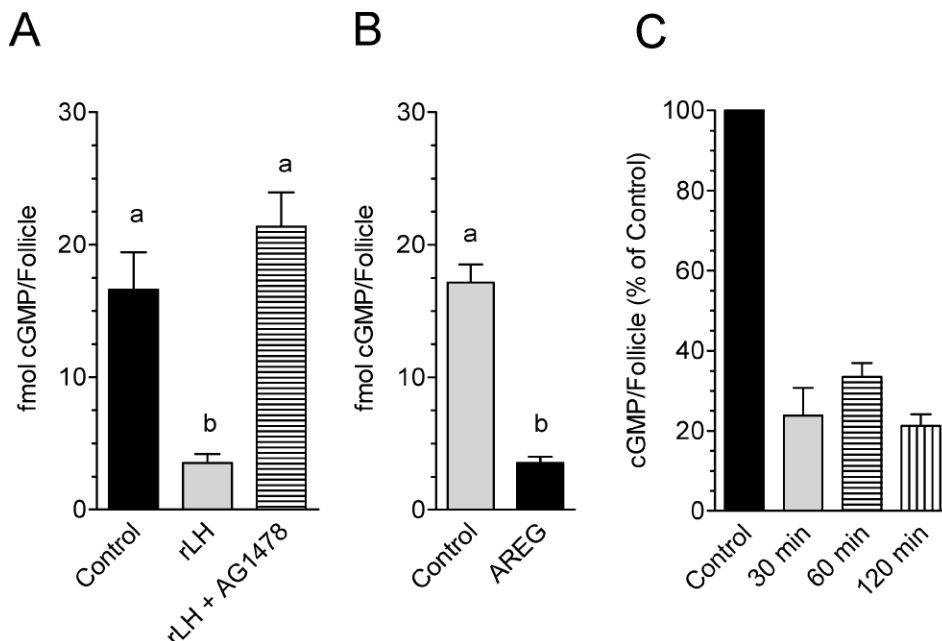 A
30
20
10
0
fmol cGMP/Follicle
a
b
a
Control
rLH
rLH + AG1478
B
30
20
10
0
fmol cGMP/Follicle
a
b
Control
AREG
C
100
80
60
40
20
0
cGMP/Follicle (% of Control)
Control
30 min
60 min
120 min